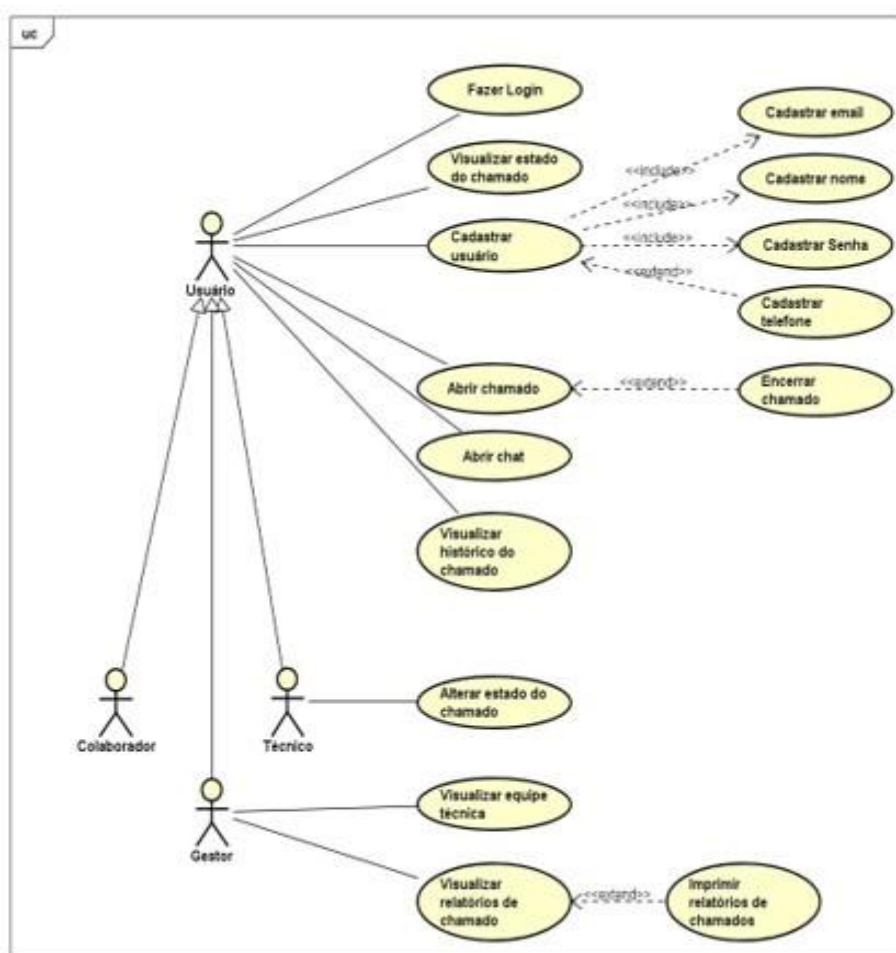 uc
Fazer Login
Cadastrar email
Visualizar estado
do chamado
<<include>>
Cadastrar nome
<<include>>
Cadastrar
usuário
<<include>>
Cadastrar Senha
<<extend>>
Usuário
Cadastrar
telefone
Abrir chamado
<<extend>>
Encerrar
chamado
Abrir chat
Visualizar
histórico do
chamado
Colaborador
Técnico
Alterar estado do
chamado
Gestor
Visualizar equipe
técnica
Visualizar
relatórios de
chamado
<<extend>>
Imprimir
relatórios de
chamados